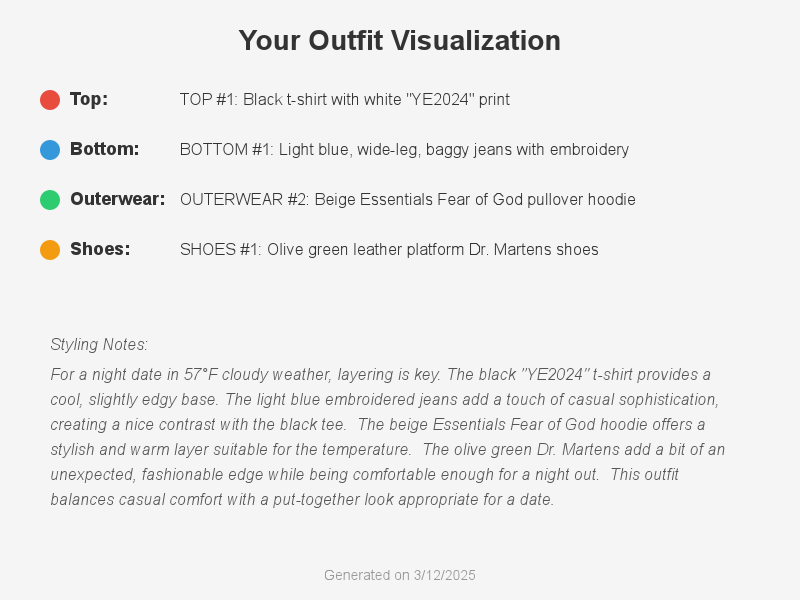 Your Outfit Visualization
Top: TOP #1: Black t-shirt with white "YE2024" print
Bottom: BOTTOM #1: Light blue, wide-leg, baggy jeans with embroidery
Outerwear: OUTERWEAR #2: Beige Essentials Fear of God pullover hoodie
Shoes: SHOES #1: Olive green leather platform Dr. Martens shoes
Styling Notes:
For a night date in 57°F cloudy weather, layering is key. The black "YE2024" t-shirt provides a
cool, slightly edgy base. The light blue embroidered jeans add a touch of casual sophistication,
creating a nice contrast with the black tee.  The beige Essentials Fear of God hoodie offers a
stylish and warm layer suitable for the temperature.  The olive green Dr. Martens add a bit of an
unexpected, fashionable edge while being comfortable enough for a night out.  This outfit
balances casual comfort with a put-together look appropriate for a date.
Generated on 3/12/2025